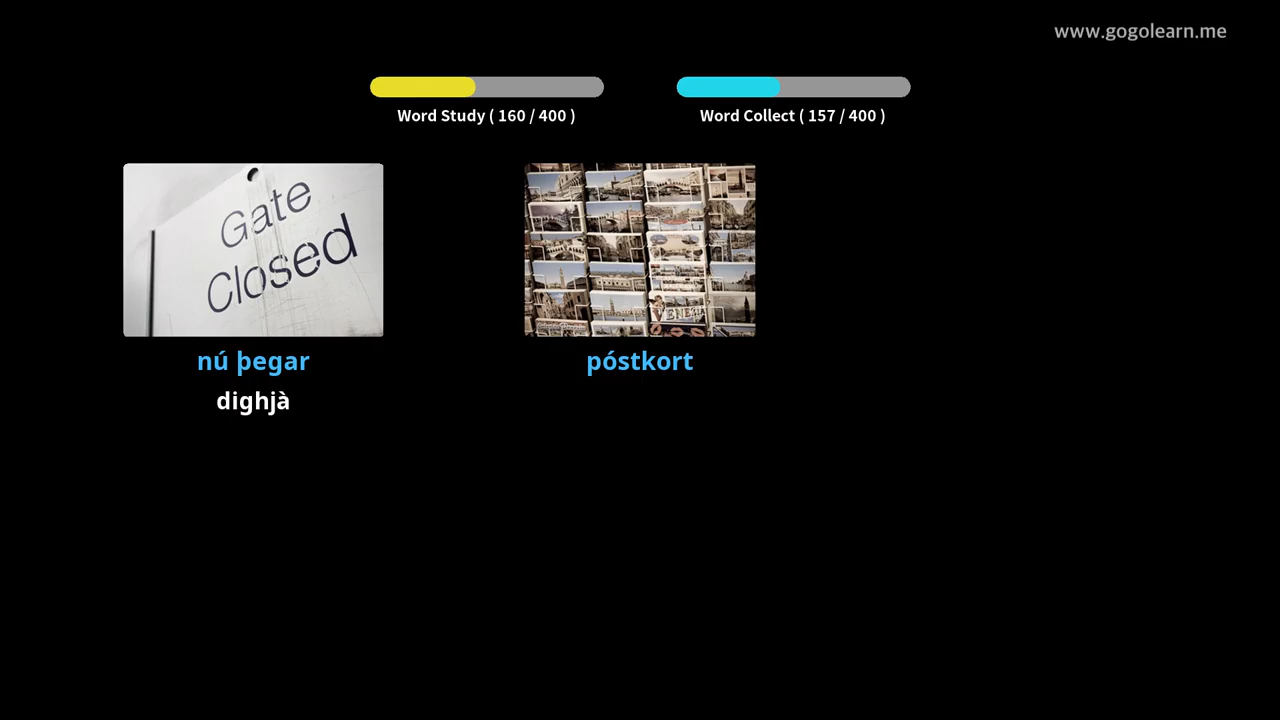 www.gogolearn.me
Word Study ( 160 / 400 )
Word Collect ( 157 / 400 )
Gate
Closed
nú þegar
póstkort
dighjà